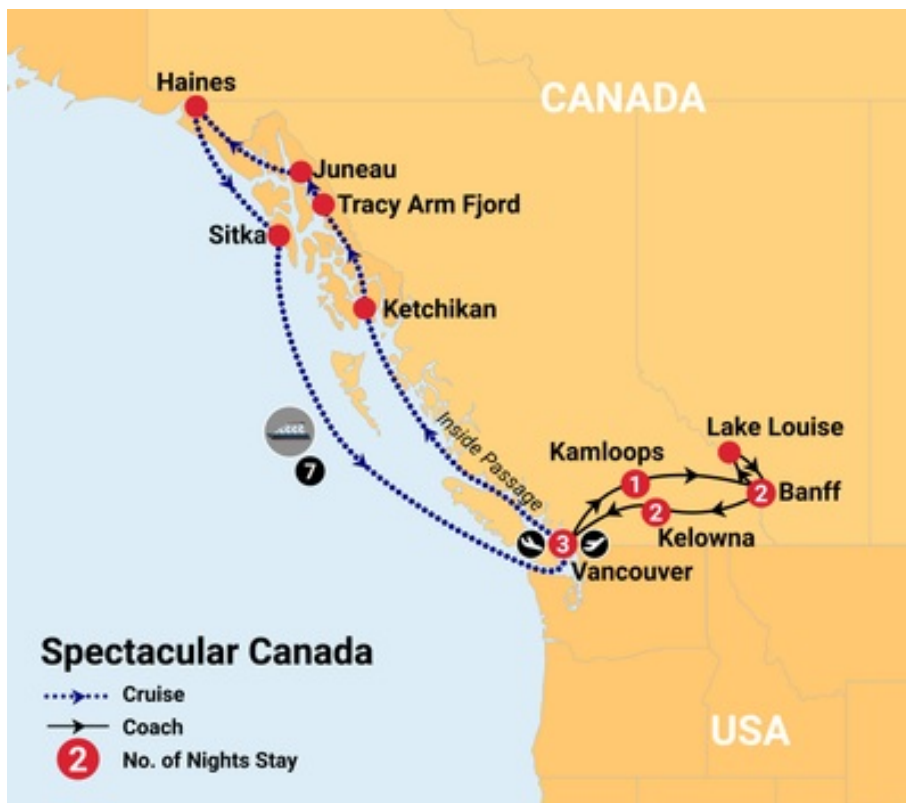 Haines
CANADA
Juneau
Tracy Arm Fjord
Sitka
Ketchikan
Inside Passage
Lake Louise
Kamloops
7
1
2
Banff
2
Kelowna
3
Vancouver
Spectacular Canada
Cruise
Coach
USA
2
No. of Nights Stay